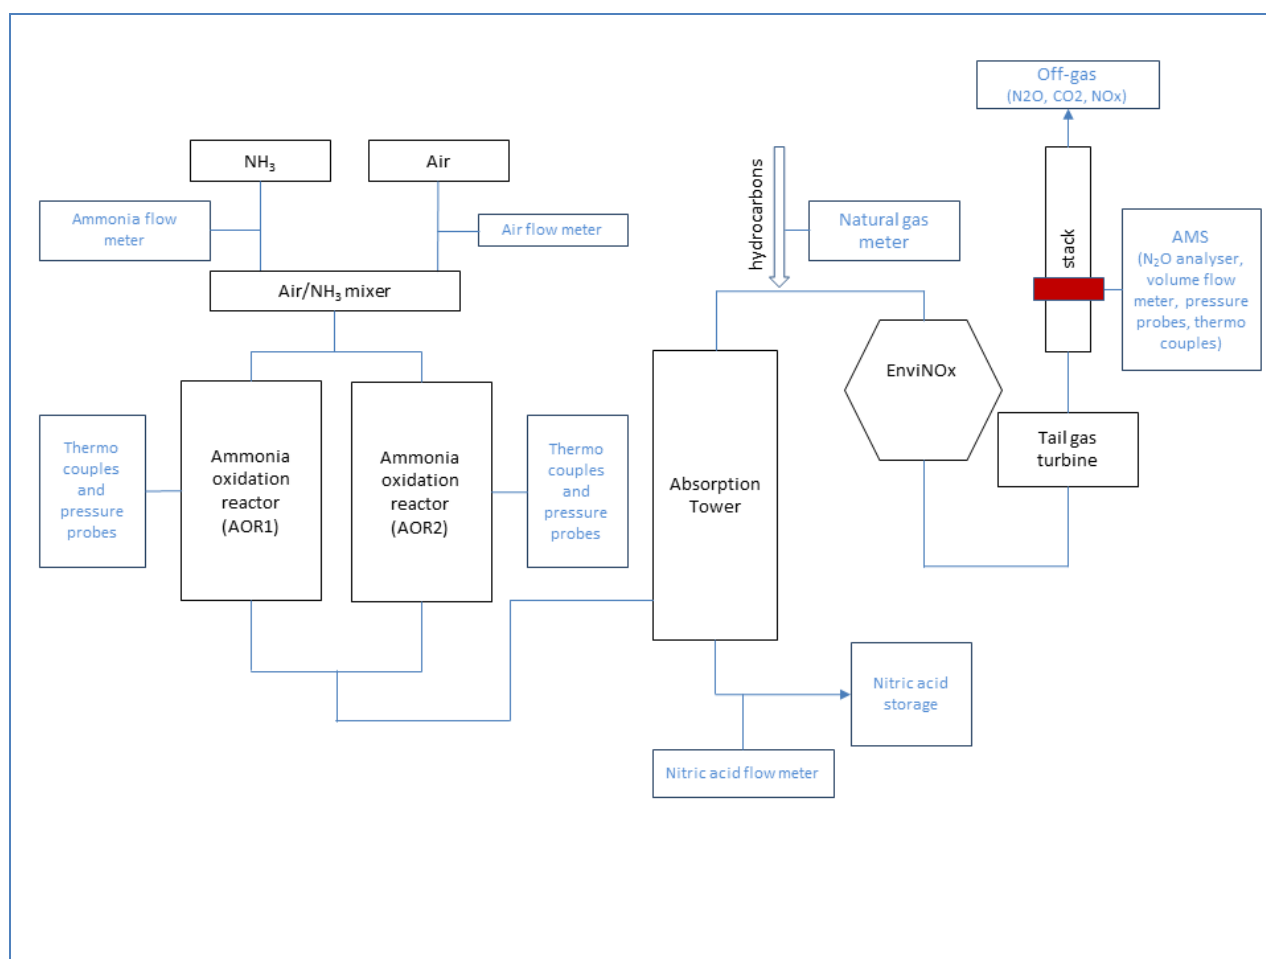 Off-gas
(N2O, CO2, NOx)
NH₃
Air
Ammonia flow
meter
Air flow meter
hydrocarbons
Natural gas
meter
stack
AMS
(N₂O analyser,
volume flow
meter, pressure
probes, thermo
couples)
Air/NH₃ mixer
EnviNOx
Thermo
couples
and
pressure
probes
Ammonia
oxidation
reactor
(AOR1)
Ammonia
oxidation
reactor
(AOR2)
Thermo
couples
and
pressure
probes
Absorption
Tower
Tail gas
turbine
Nitric acid
storage
Nitric acid flow meter